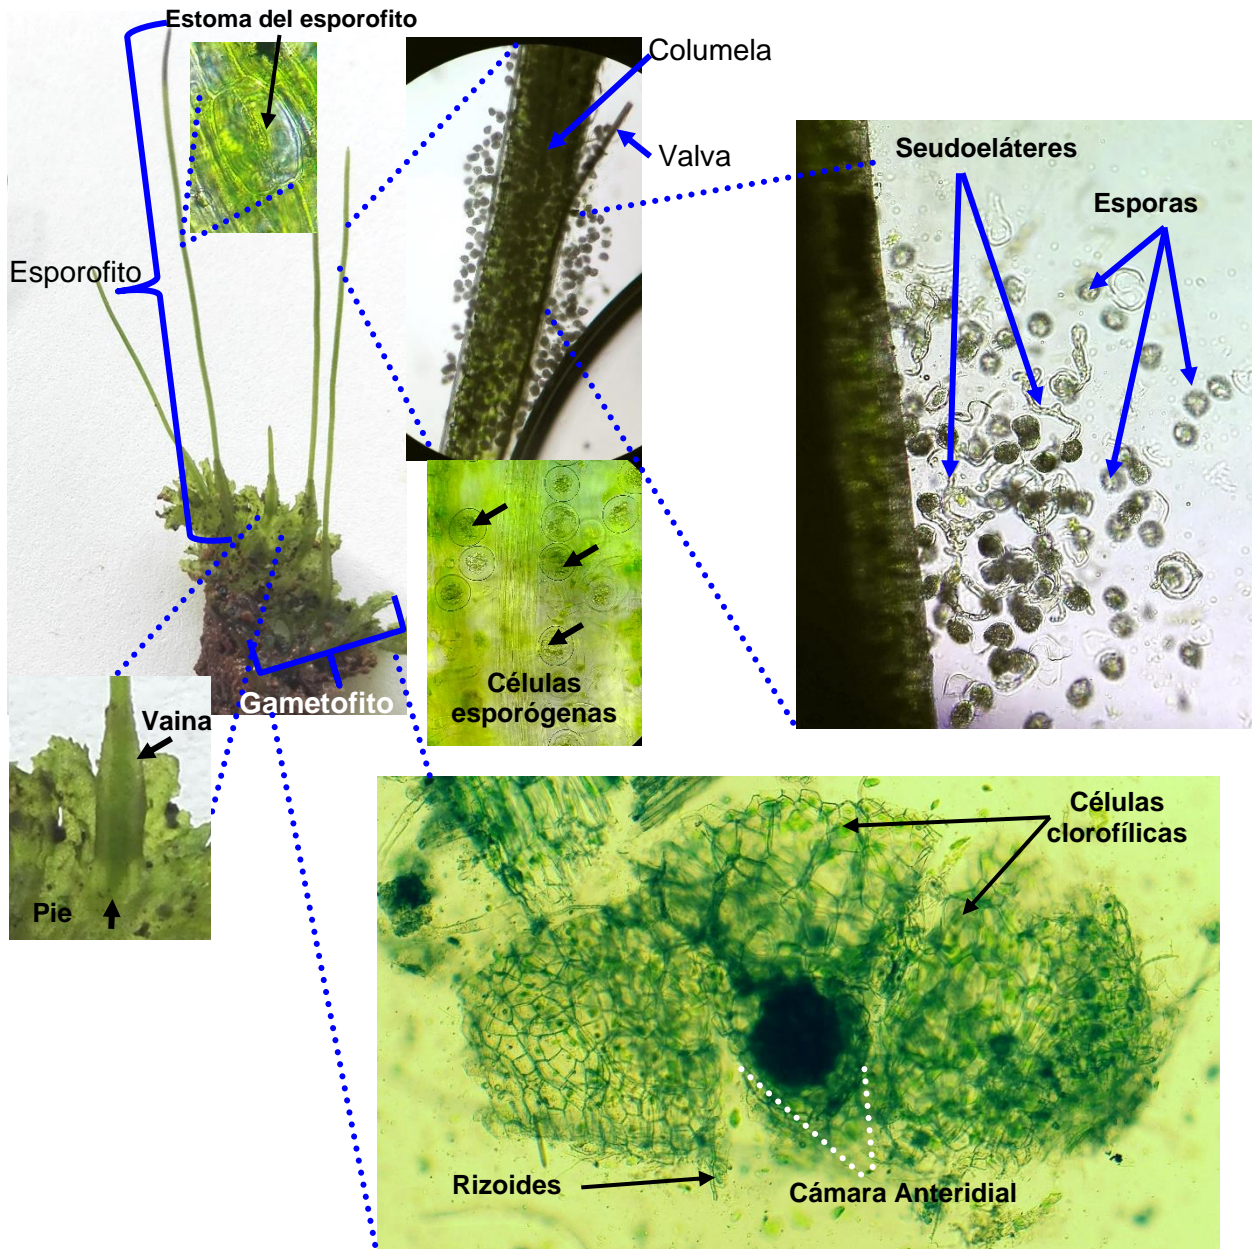 Estoma del esporofito
Columela
Valva
Seudoeláteres
Esporas
Esporofito
Células
esporógenas
Gametofito
Vaina
Pie
Células
clorofílicas
Rizoides
Cámara Anteridial